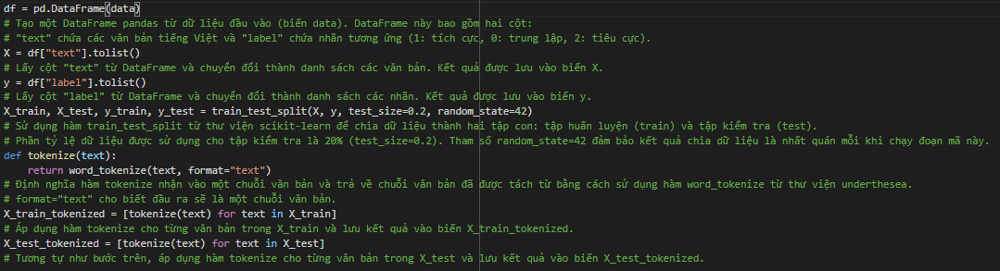 df = pd.DataFrame(data)
# Tạo một DataFrame pandas từ dữ liệu đầu vào (biến data). DataFrame này bao gồm hai cột:
# "text" chứa các văn bản tiếng Việt và "label" chứa nhãn tương ứng (1: tích cực, 0: trung lập, 2: tiêu cực).
X = df["text"].tolist()
# Lấy cột "text" từ DataFrame và chuyển đổi thành danh sách các văn bản. Kết quả được lưu vào biến X.
y = df["label"].tolist()
# Lấy cột "label" từ DataFrame và chuyển đổi thành danh sách các nhãn. Kết quả được lưu vào biến y.
X_train, X_test, y_train, y_test = train_test_split(X, y, test_size=0.2, random_state=42)
# Sử dụng hàm train_test_split từ thư viện scikit-learn để chia dữ liệu thành hai tập con: tập huấn luyện (train) và tập kiểm tra (test).
# Phần tỷ lệ dữ liệu được sử dụng cho tập kiểm tra là 20% (test_size=0.2). Tham số random_state=42 đảm bảo kết quả chia dữ liệu là nhất quán mỗi khi chạy đoạn mã này.
def tokenize(text):
    return word_tokenize(text, format="text")
# Định nghĩa hàm tokenize nhận vào một chuỗi văn bản và trả về chuỗi văn bản đã được tách từ bằng cách sử dụng hàm word_tokenize từ thư viện underthesea.
# format="text" cho biết đầu ra sẽ là một chuỗi văn bản.
X_train_tokenized = [tokenize(text) for text in X_train]
# Áp dụng hàm tokenize cho từng văn bản trong X_train và lưu kết quả vào biến X_train_tokenized.
X_test_tokenized = [tokenize(text) for text in X_test]
# Tương tự như bước trên, áp dụng hàm tokenize cho từng văn bản trong X_test và lưu kết quả vào biến X_test_tokenized.